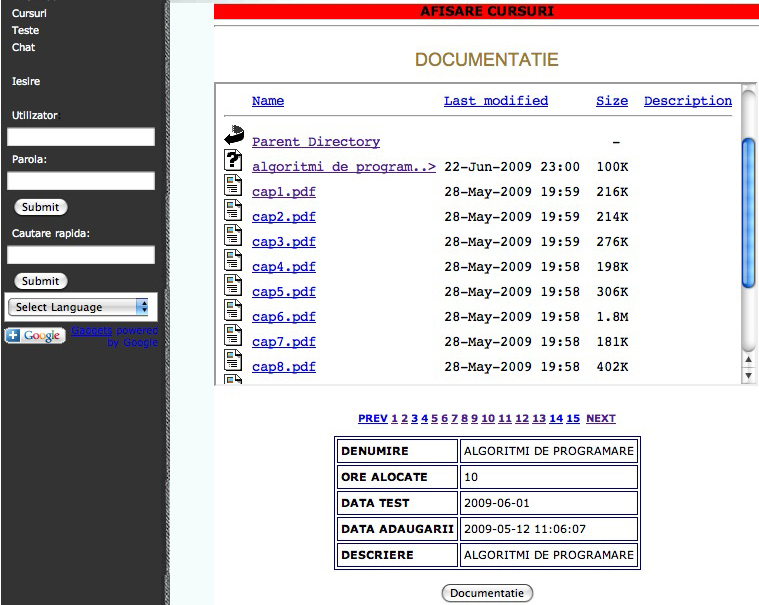 Cursuri
Teste
Chat
Iesire
Utilizator
Parola:
Submit
Cautare rapida:
Submit
Select Language
Google Gadgets powered
by Google
AFISARE CURSURI
DOCUMENTATIE
Name Last modified Size Description
Parent Directory -
algoritmi de program..> 22-Jun-2009 23:00 100K
cap1.pdf 28-May-2009 19:59 216K
cap2.pdf 28-May-2009 19:59 214K
cap3.pdf 28-May-2009 19:59 276K
cap4.pdf 28-May-2009 19:58 198K
cap5.pdf 28-May-2009 19:58 306K
cap6.pdf 28-May-2009 19:58 1.8M
cap7.pdf 28-May-2009 19:58 181K
cap8.pdf 28-May-2009 19:58 402K
PREV 1 2 3 4 5 6 7 8 9 10 11 12 13 14 15 NEXT
DENUMIRE ALGORITMI DE PROGRAMARE
ORE ALOCATE 10
DATA TEST 2009-06-01
DATA ADAUGARII 2009-05-12 11:06:07
DESCRIERE ALGORITMI DE PROGRAMARE
Documentatie